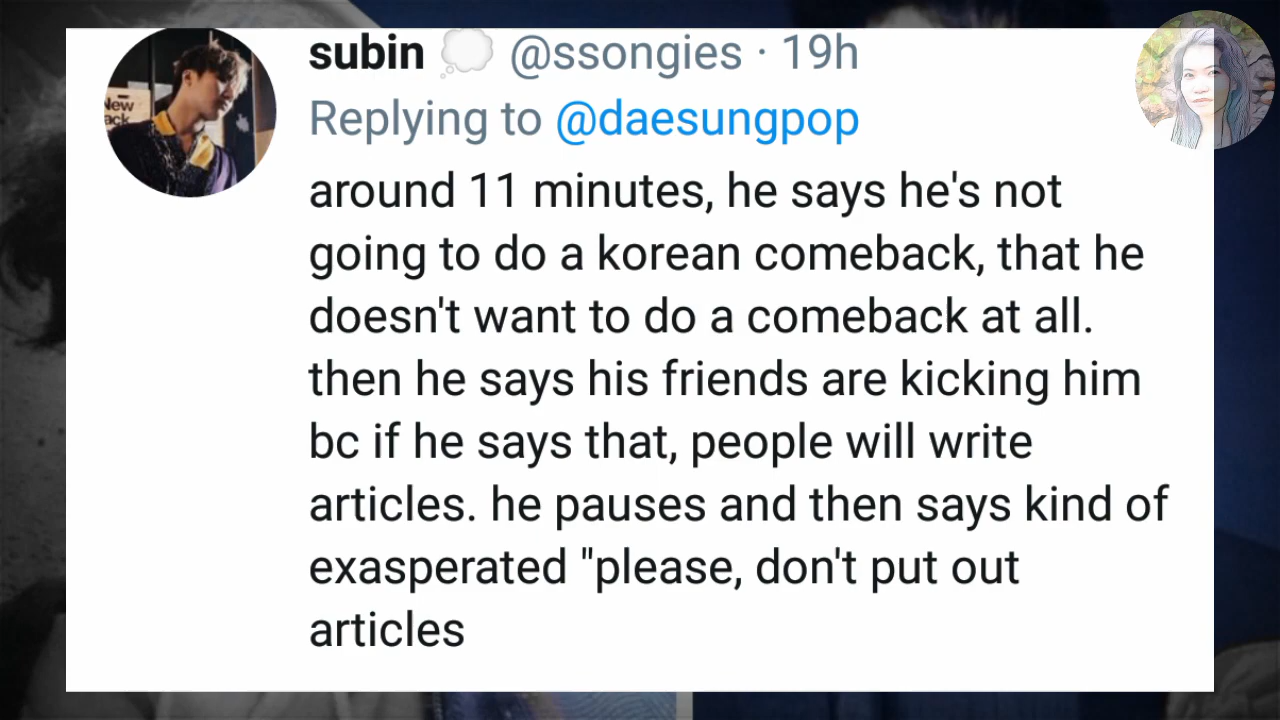 subin 💭 @ssongies · 19h
Replying to @daesungpop
around 11 minutes, he says he's not
going to do a korean comeback, that he
doesn't want to do a comeback at all.
then he says his friends are kicking him
bc if he says that, people will write
articles. he pauses and then says kind of
exasperated "please, don't put out
articles
New